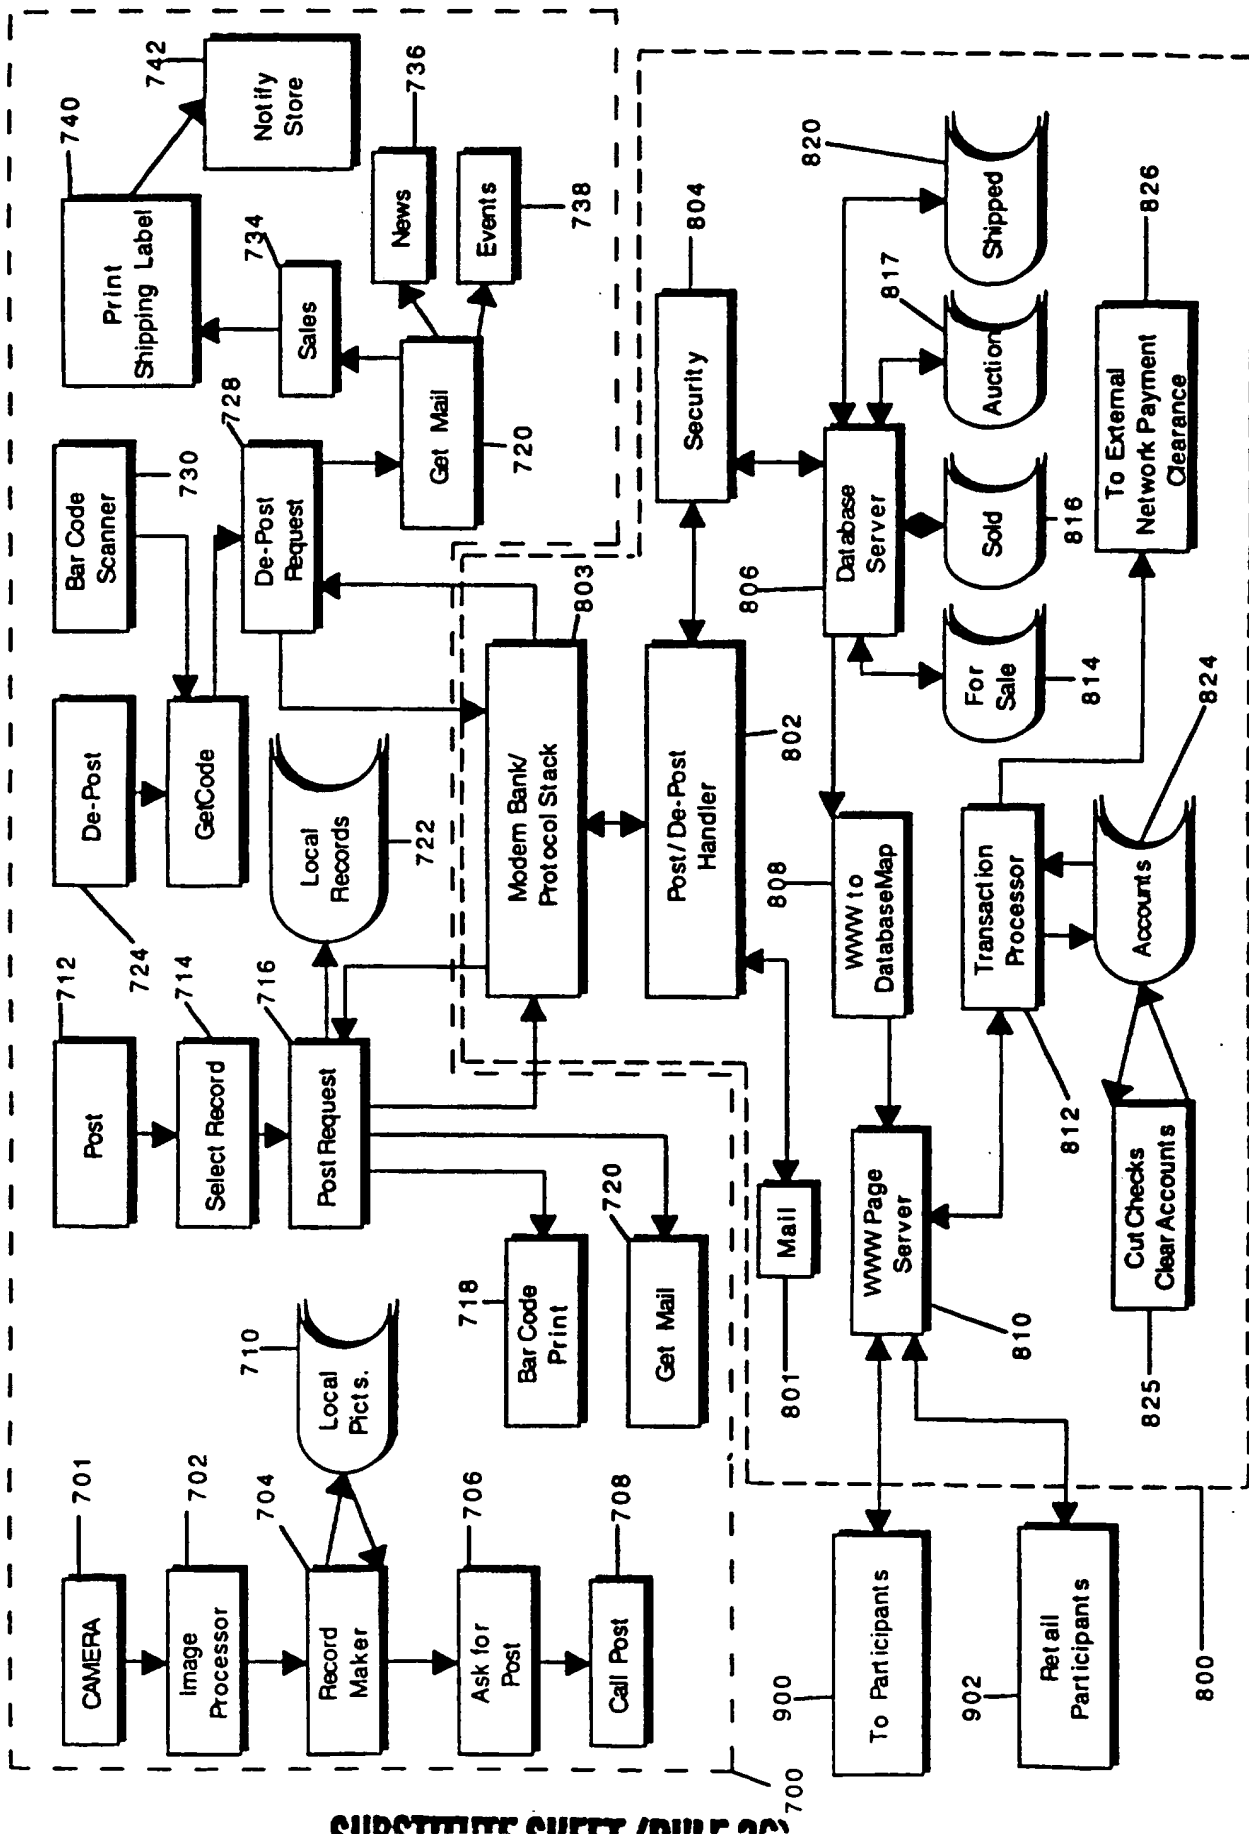 CAMERA
701
Image
Processor
702
Record
Maker
704
Ask for
Post
706
Call Post
708
Local
Picts.
710
Post
712
Select Record
714
Post Request
716
Bar Code
Print
718
Get Mail
720
Local
Records
722
De-Post
724
GetCode
Bar Code
Scanner
730
De-Post
Request
728
Get Mail
720
Sales
734
News
736
Events
738
Print
Shipping Label
740
Notify
Store
742
700
Modem Bank/
Protocol Stack
803
Post/De-Post
Handler
802
Security
804
Mail
801
Database
Server
806
WWW to
DatabaseMap
808
WWW Page
Server
810
Transaction
Processor
812
For
Sale
814
Sold
816
Auction
817
Shipped
820
Accounts
824
Cut Checks
Clear Accounts
825
To External
Network Payment
Clearance
826
To Participants
900
Retail
Participants
902
800
SUBSTITUTE SHEET (RULE 26)